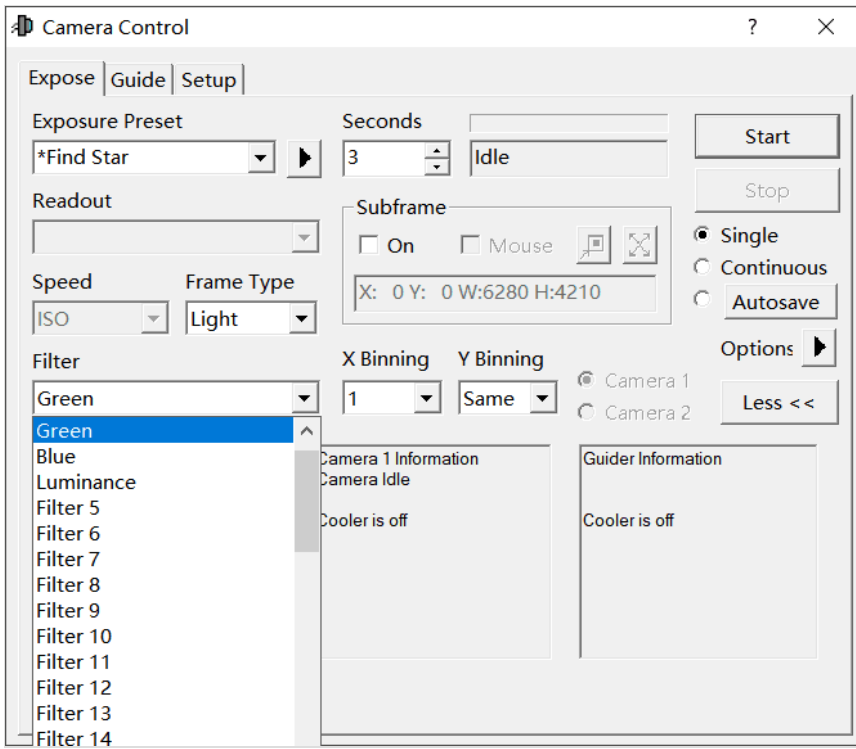 Camera Control
Expose Guide Setup
Exposure Preset
*Find Star
Seconds
3
Idle
Start
Stop
Readout
Subframe
On Mouse
X: 0 Y: 0 W:6280 H:4210
Single
Continuous
Autosave
Speed Frame Type
ISO Light
Options
Less <<
Filter
Green
X Binning Y Binning
1 Same
Camera 1
Camera 2
Green
Blue
Luminance
Filter 5
Filter 6
Filter 7
Filter 8
Filter 9
Filter 10
Filter 11
Filter 12
Filter 13
Filter 14
Camera 1 Information
Camera Idle
Cooler is off
Guider Information
Cooler is off